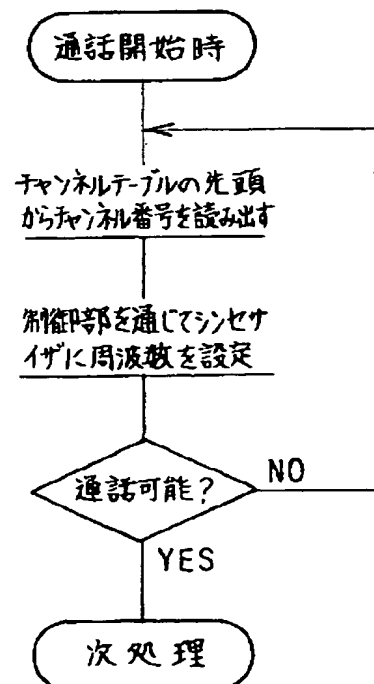 通話開始時
チャンネルテーブルの先頭
からチャンネル番号を読み出す
制御部を通じてシンセサ
イザに周波数を設定
通話可能?
NO
YES
次処理